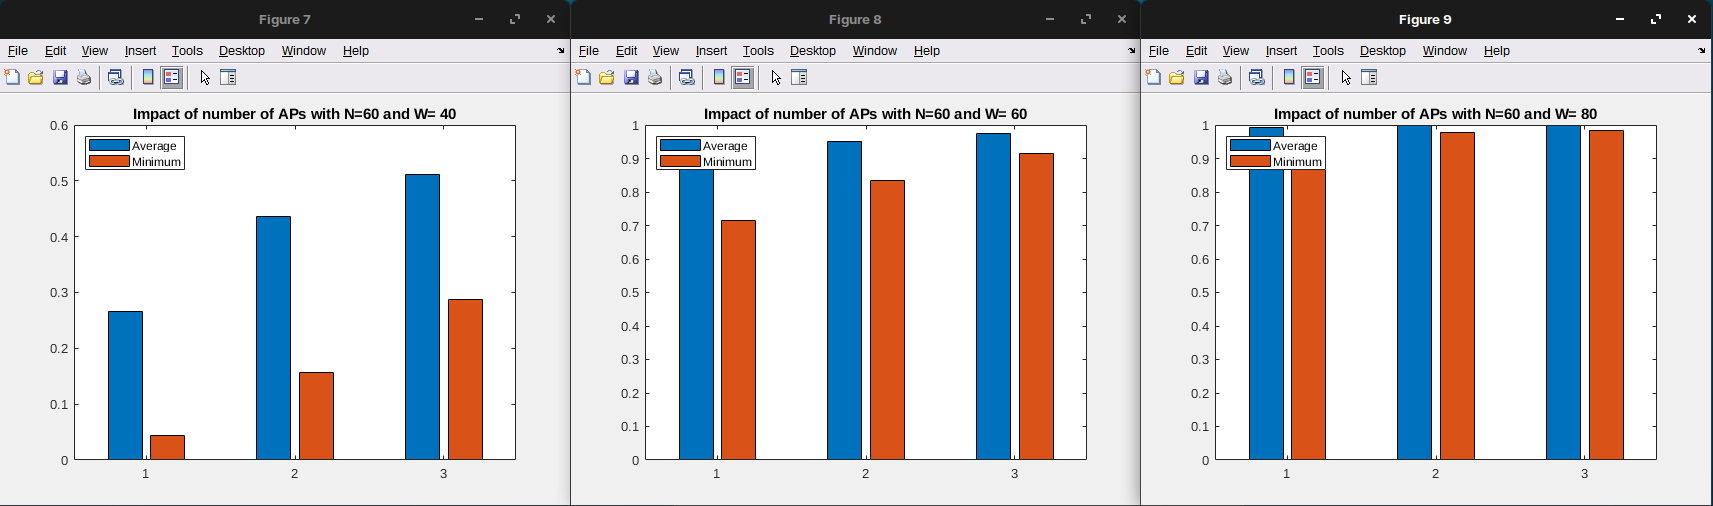 Figure 7
File Edit View Insert Tools Desktop Window Help
Impact of number of APs with N=60 and W= 40
Average
Minimum
0.6
0.5
0.4
0.3
0.2
0.1
0
1 2 3
Figure 8
File Edit View Insert Tools Desktop Window Help
Impact of number of APs with N=60 and W= 60
Average
Minimum
1
0.9
0.8
0.7
0.6
0.5
0.4
0.3
0.2
0.1
0
1 2 3
Figure 9
File Edit View Insert Tools Desktop Window Help
Impact of number of APs with N=60 and W= 80
Average
Minimum
1
0.9
0.8
0.7
0.6
0.5
0.4
0.3
0.2
0.1
0
1 2 3